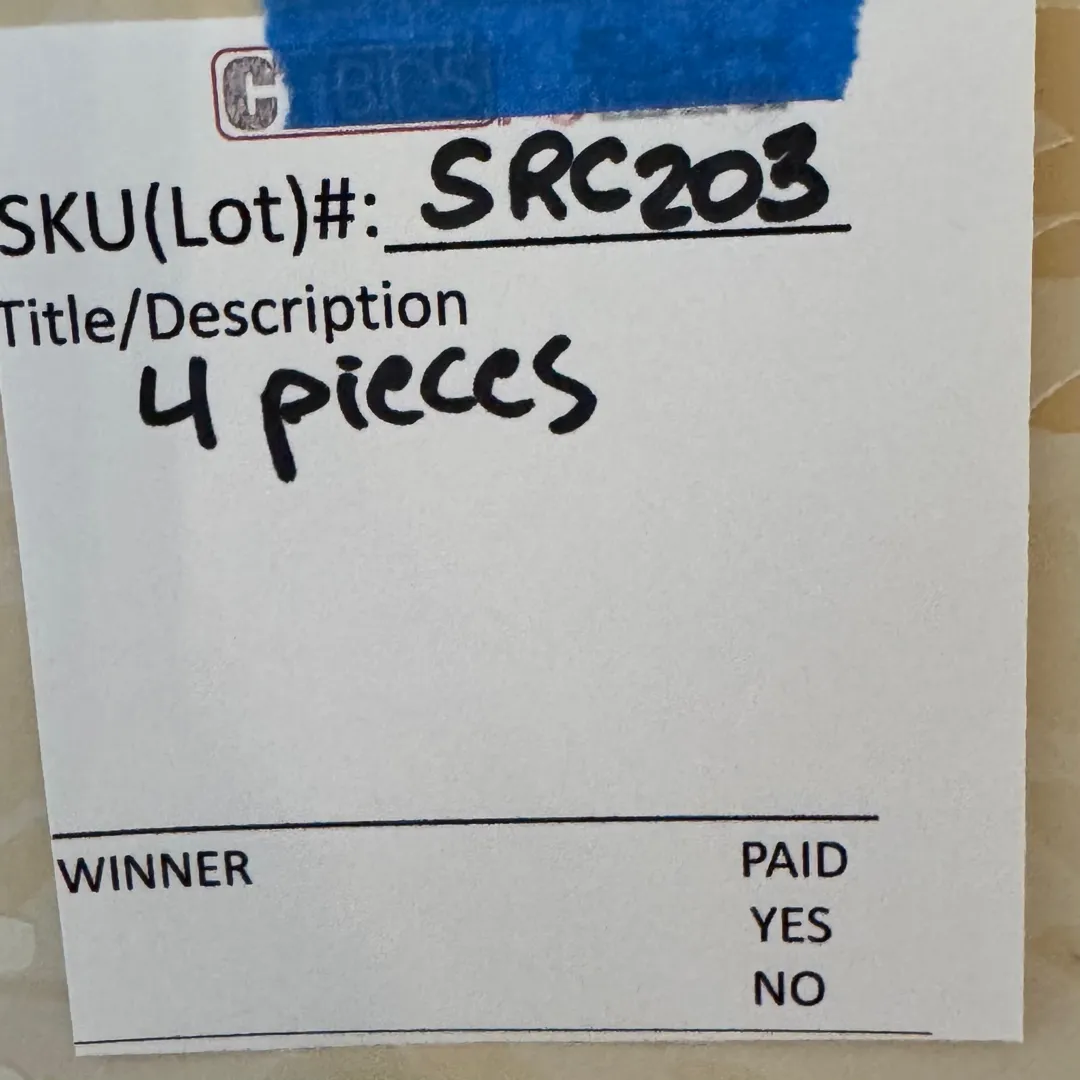 SKU(Lot)#: SRC203
Title/Description
4 pieces
WINNER PAID
YES
NO